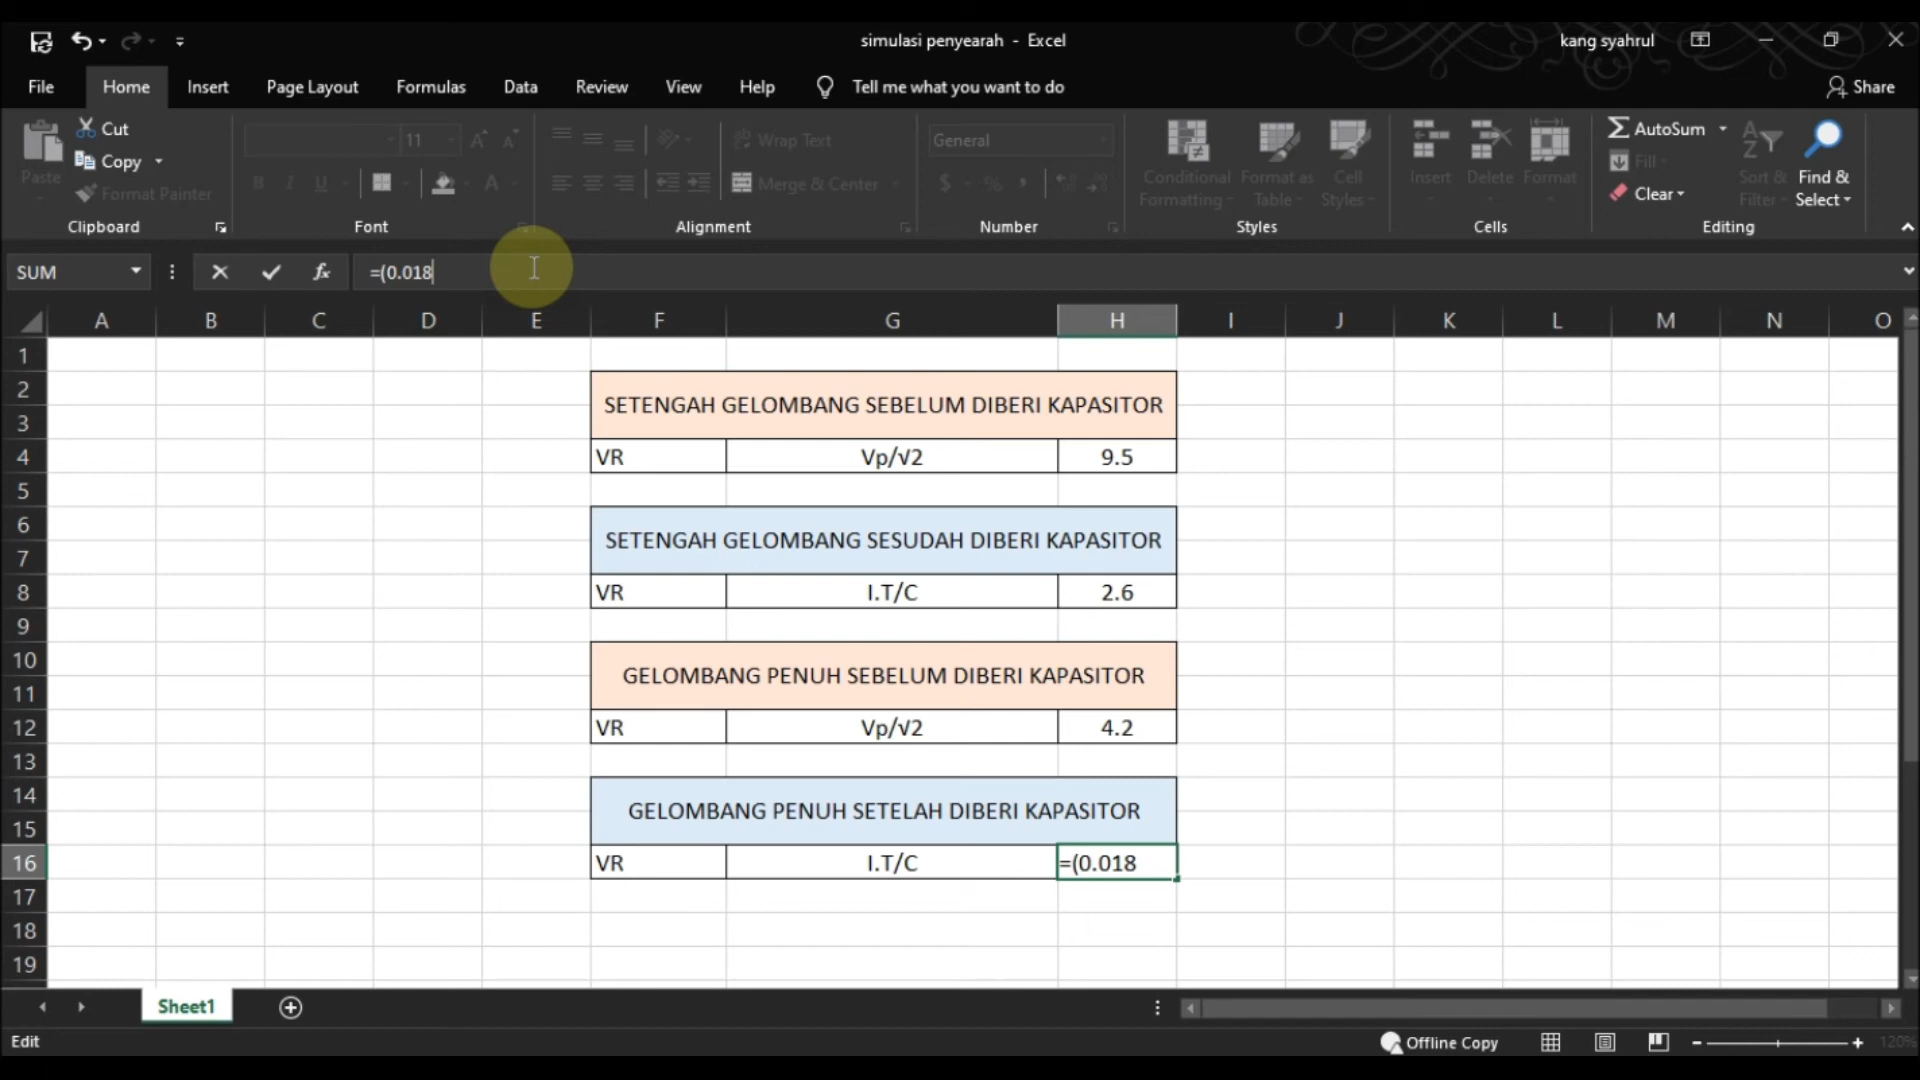 simulasi penyearah - Excel
kang syahrul
File Home Insert Page Layout Formulas Data Review View Help Tell me what you want to do Share
Paste
Cut
Copy
Format Painter
Clipboard
11
B I U A
Font
Wrap Text
Merge & Center
Alignment
General
$ % ,
Number
Conditional Formatting
Format as Table
Cell Styles
Styles
Insert Delete Format
Cells
AutoSum
Fill
Clear
Sort & Filter
Find & Select
Editing
SUM fx =(0.018
A B C D E F G H I J K L M N O
1
2
SETENGAH GELOMBANG SEBELUM DIBERI KAPASITOR
3
4 VR Vp/√2 9.5
5
6
SETENGAH GELOMBANG SESUDAH DIBERI KAPASITOR
7
8 VR I.T/C 2.6
9
10
GELOMBANG PENUH SEBELUM DIBERI KAPASITOR
11
12 VR Vp/√2 4.2
13
14
GELOMBANG PENUH SETELAH DIBERI KAPASITOR
15
16 VR I.T/C =(0.018
17
18
19
Sheet1
Edit Offline Copy 120%